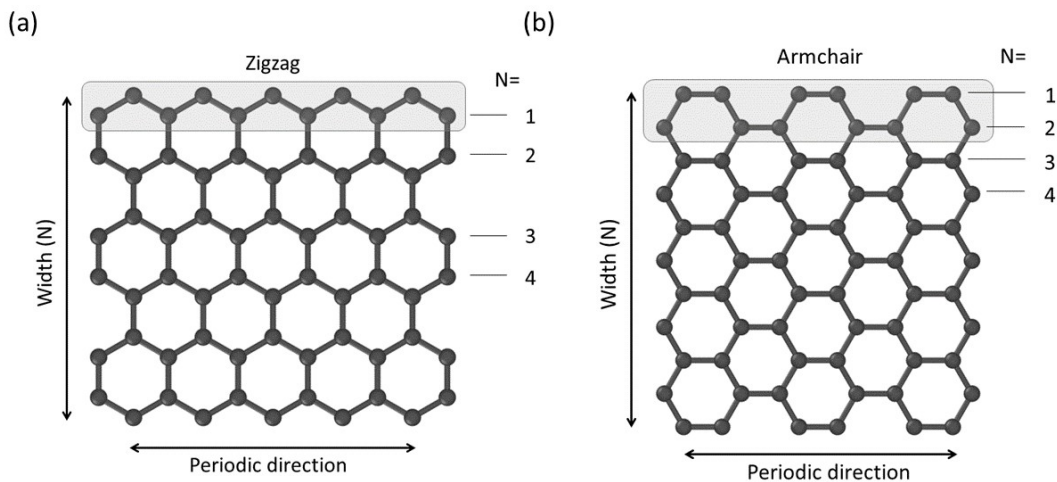 (a)
Zigzag
N=
1
2
3
4
Width (N)
Periodic direction
(b)
Armchair
N=
1
2
3
4
Width (N)
Periodic direction